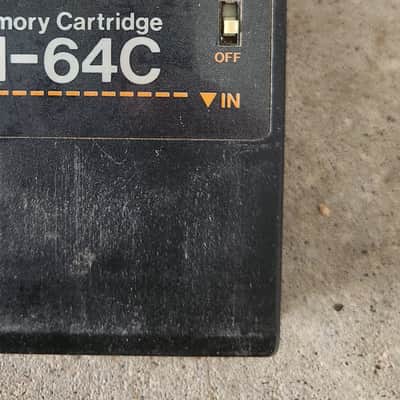 mory Cartridge
OFF
-64C
▼IN